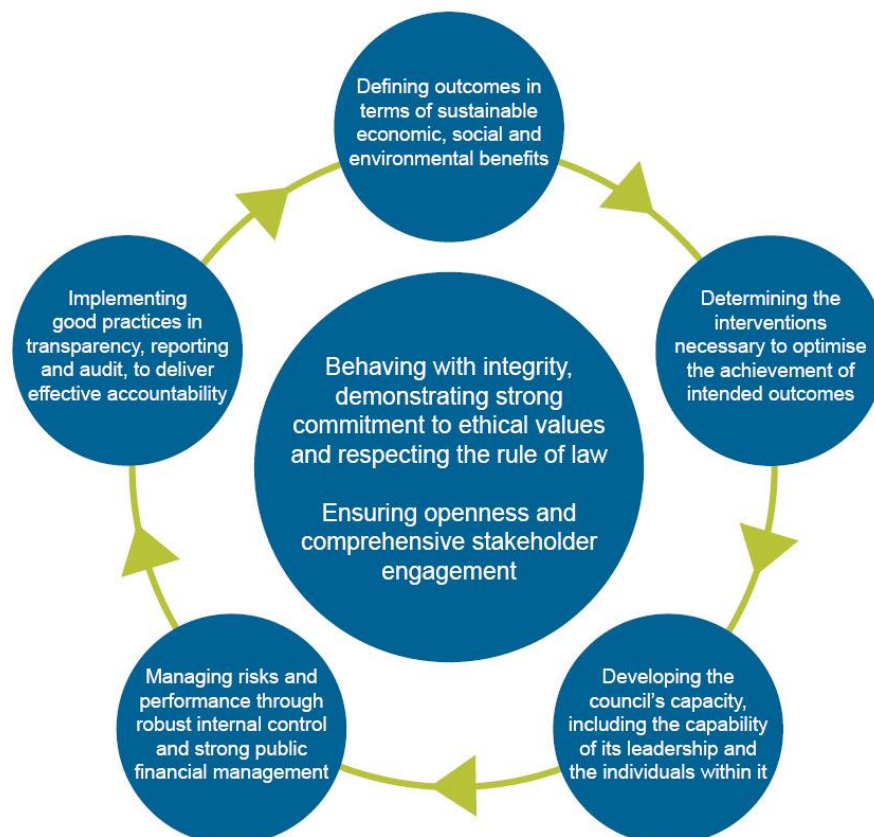 Defining outcomes in
terms of sustainable
economic, social and
environmental benefits
Determining the
interventions
necessary to optimise
the achievement of
intended outcomes
Developing the
council's capacity,
including the capability
of its leadership and
the individuals within it
Managing risks and
performance through
robust internal control
and strong public
financial management
Implementing
good practices in
transparency, reporting
and audit, to deliver
effective accountability
Behaving with integrity,
demonstrating strong
commitment to ethical values
and respecting the rule of law
Ensuring openness and
comprehensive stakeholder
engagement